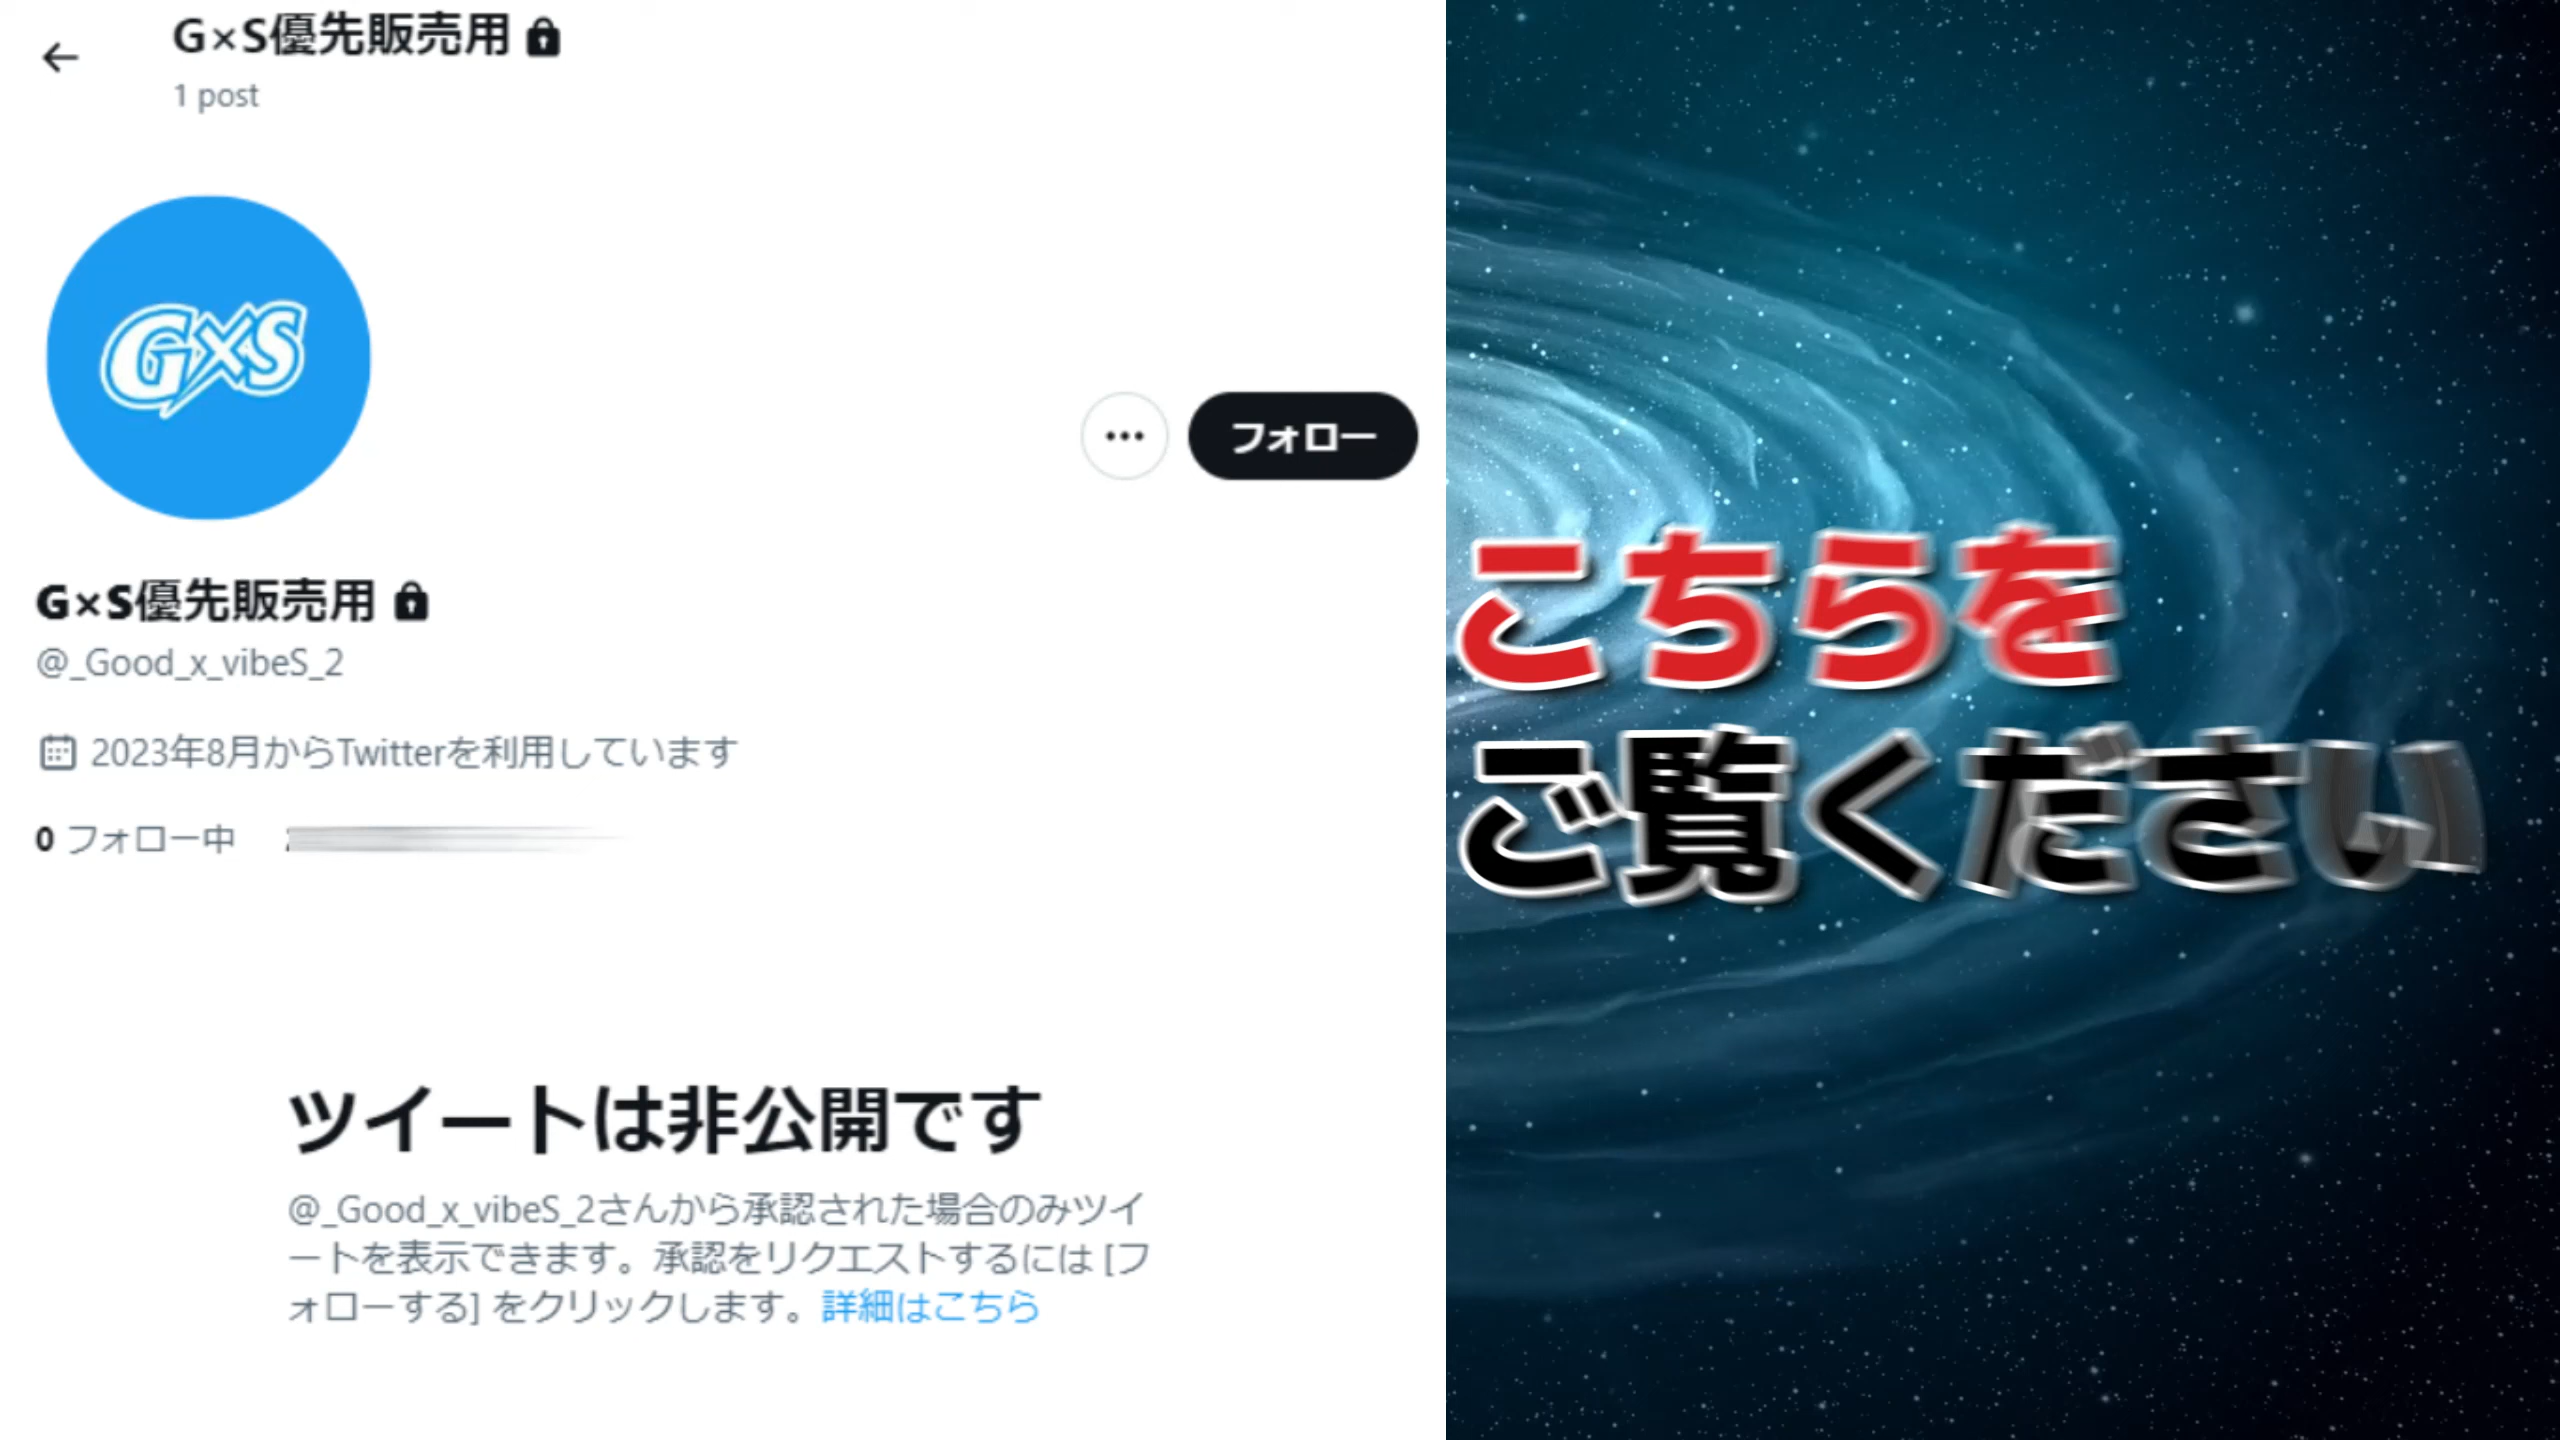 G×S優先販売用
1 post
G×S
フォロー
G×S優先販売用
@_Good_x_vibeS_2
2023年8月からTwitterを利用しています
0 フォロー中
ツイートは非公開です
@_Good_x_vibeS_2さんから承認された場合のみツイ
ートを表示できます。承認をリクエストするには [フ
ォローする] をクリックします。詳細はこちら
こちらを
ご覧ください